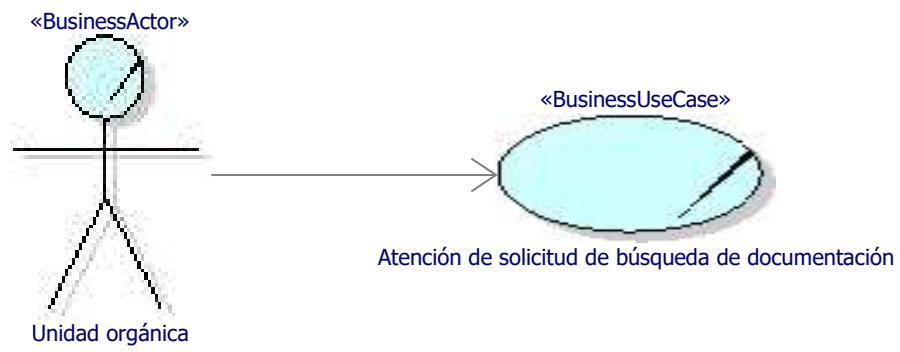 «BusinessActor»
«BusinessUseCase»
Atención de solicitud de búsqueda de documentación
Unidad orgánica